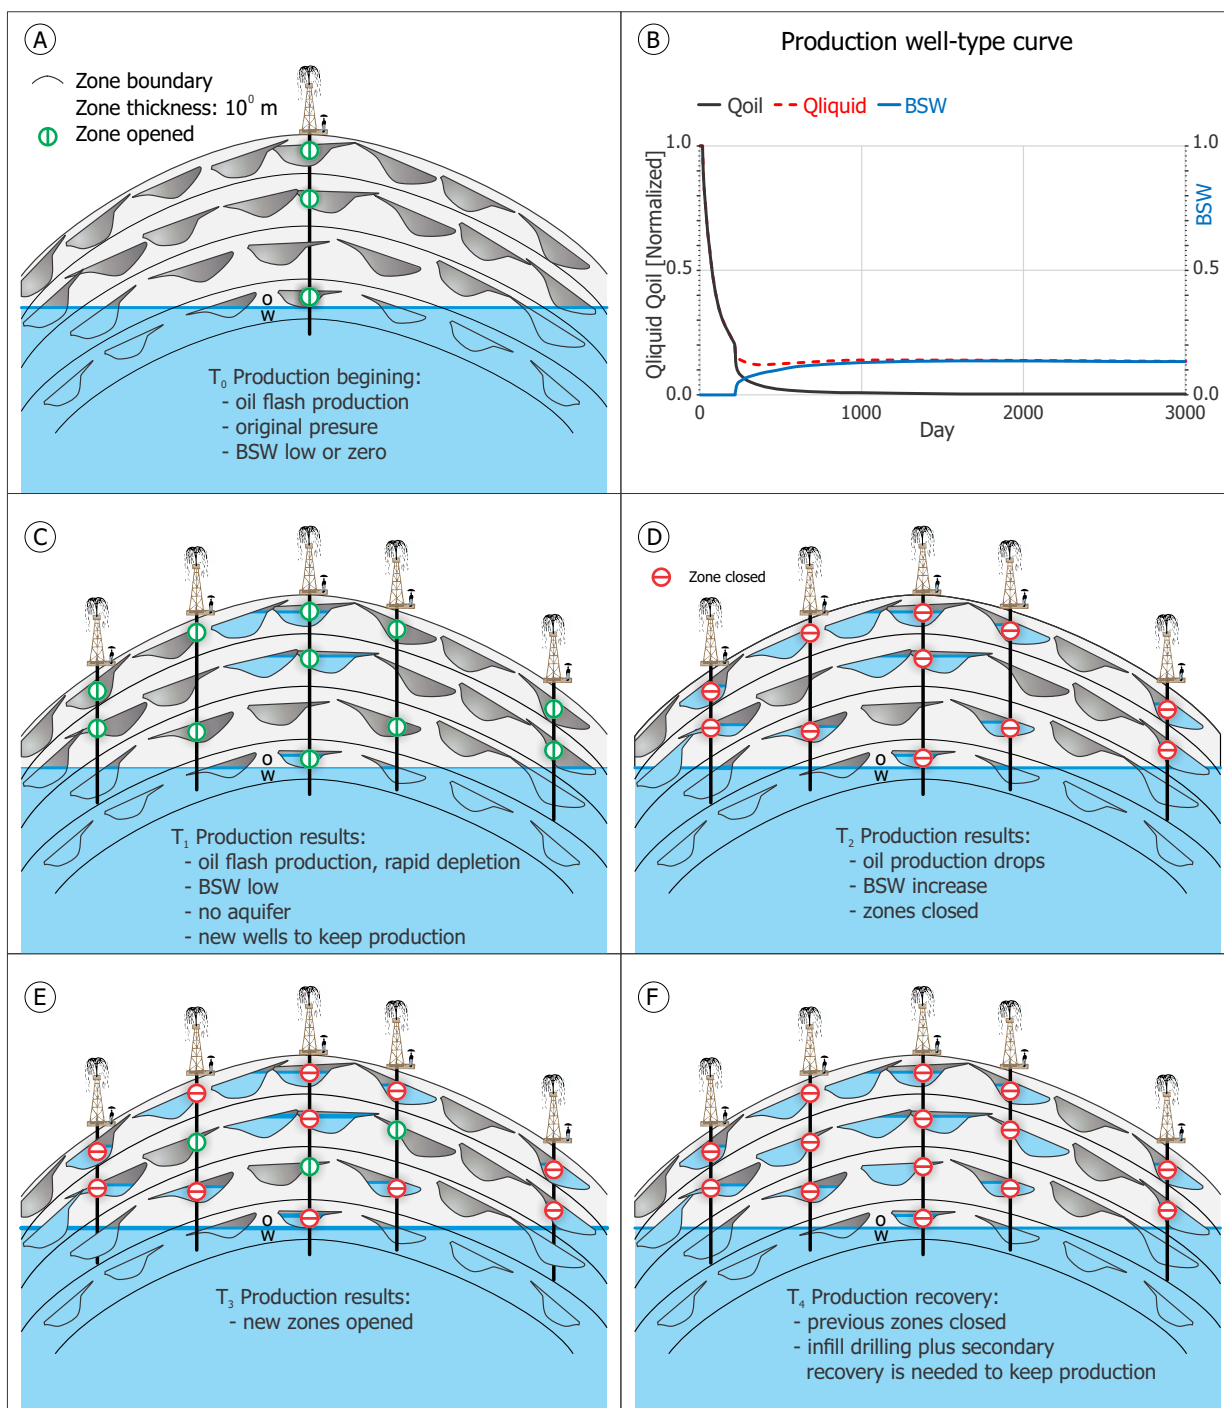 A
Zone boundary
Zone thickness: 10⁰ m
Zone opened
O
W
T₀ Production begining:
- oil flash production
- original presure
- BSW low or zero
B
Production well-type curve
Qoil
Qliquid
BSW
1.0
0.5
0.0
Qliquid Qoil [Normalized]
1.0
0.5
0.0
BSW
0
1000
2000
3000
Day
C
O
W
T₁ Production results:
- oil flash production, rapid depletion
- BSW low
- no aquifer
- new wells to keep production
D
Zone closed
O
W
T₂ Production results:
- oil production drops
- BSW increase
- zones closed
E
O
W
T₃ Production results:
- new zones opened
F
O
W
T₄ Production recovery:
- previous zones closed
- infill drilling plus secondary
recovery is needed to keep production